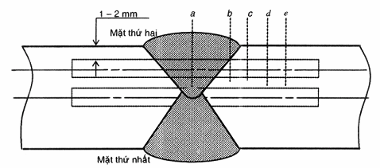 1 – 2 mm
Mặt thứ hai
a
b
c
d
e
Mặt thứ nhất